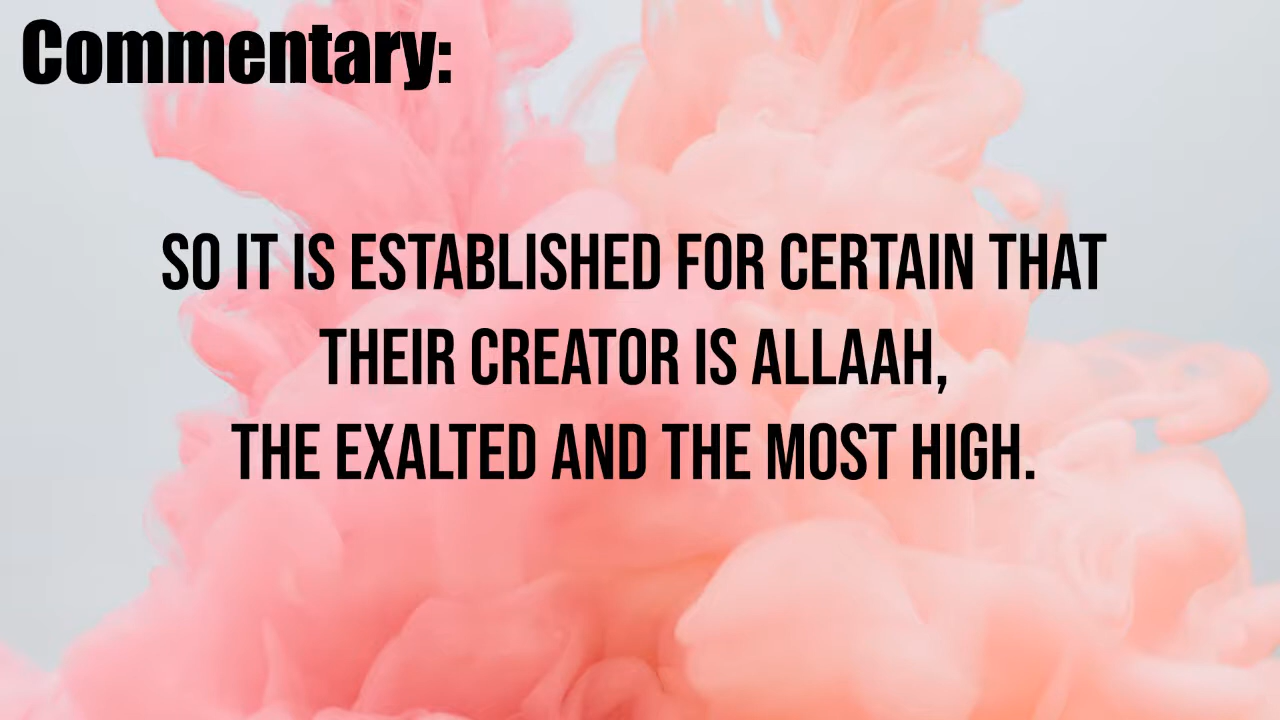 Commentary:
SO IT IS ESTABLISHED FOR CERTAIN THAT
THEIR CREATOR IS ALLAAH,
THE EXALTED AND THE MOST HIGH.